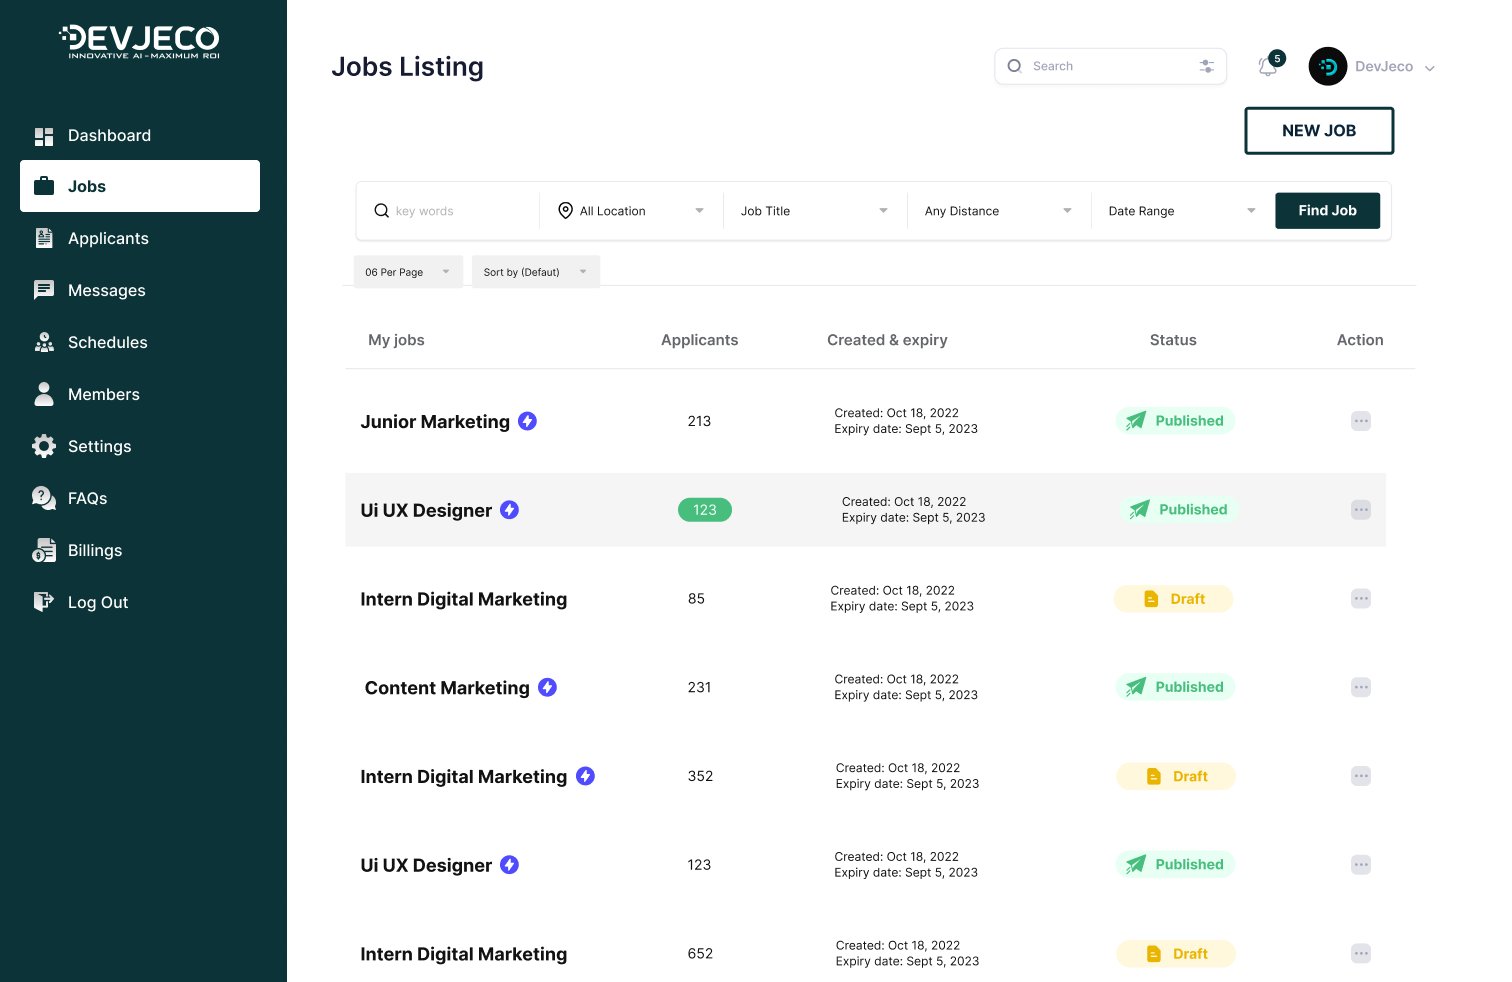 DEVJECO
INNOVATIVE AI-MAXIMUM ROI
Dashboard
Jobs
Applicants
Messages
Schedules
Members
Settings
FAQs
Billings
Log Out
Jobs Listing
Search
5
DevJeco
NEW JOB
key words
All Location
Job Title
Any Distance
Date Range
Find Job
06 Per Page
Sort by (Defaut)
My jobs Applicants Created & expiry Status Action
Junior Marketing 213 Created: Oct 18, 2022 Published
Expiry date: Sept 5, 2023
Ui UX Designer 123 Created: Oct 18, 2022 Published
Expiry date: Sept 5, 2023
Intern Digital Marketing 85 Created: Oct 18, 2022 Draft
Expiry date: Sept 5, 2023
Content Marketing 231 Created: Oct 18, 2022 Published
Expiry date: Sept 5, 2023
Intern Digital Marketing 352 Created: Oct 18, 2022 Draft
Expiry date: Sept 5, 2023
Ui UX Designer 123 Created: Oct 18, 2022 Published
Expiry date: Sept 5, 2023
Intern Digital Marketing 652 Created: Oct 18, 2022 Draft
Expiry date: Sept 5, 2023